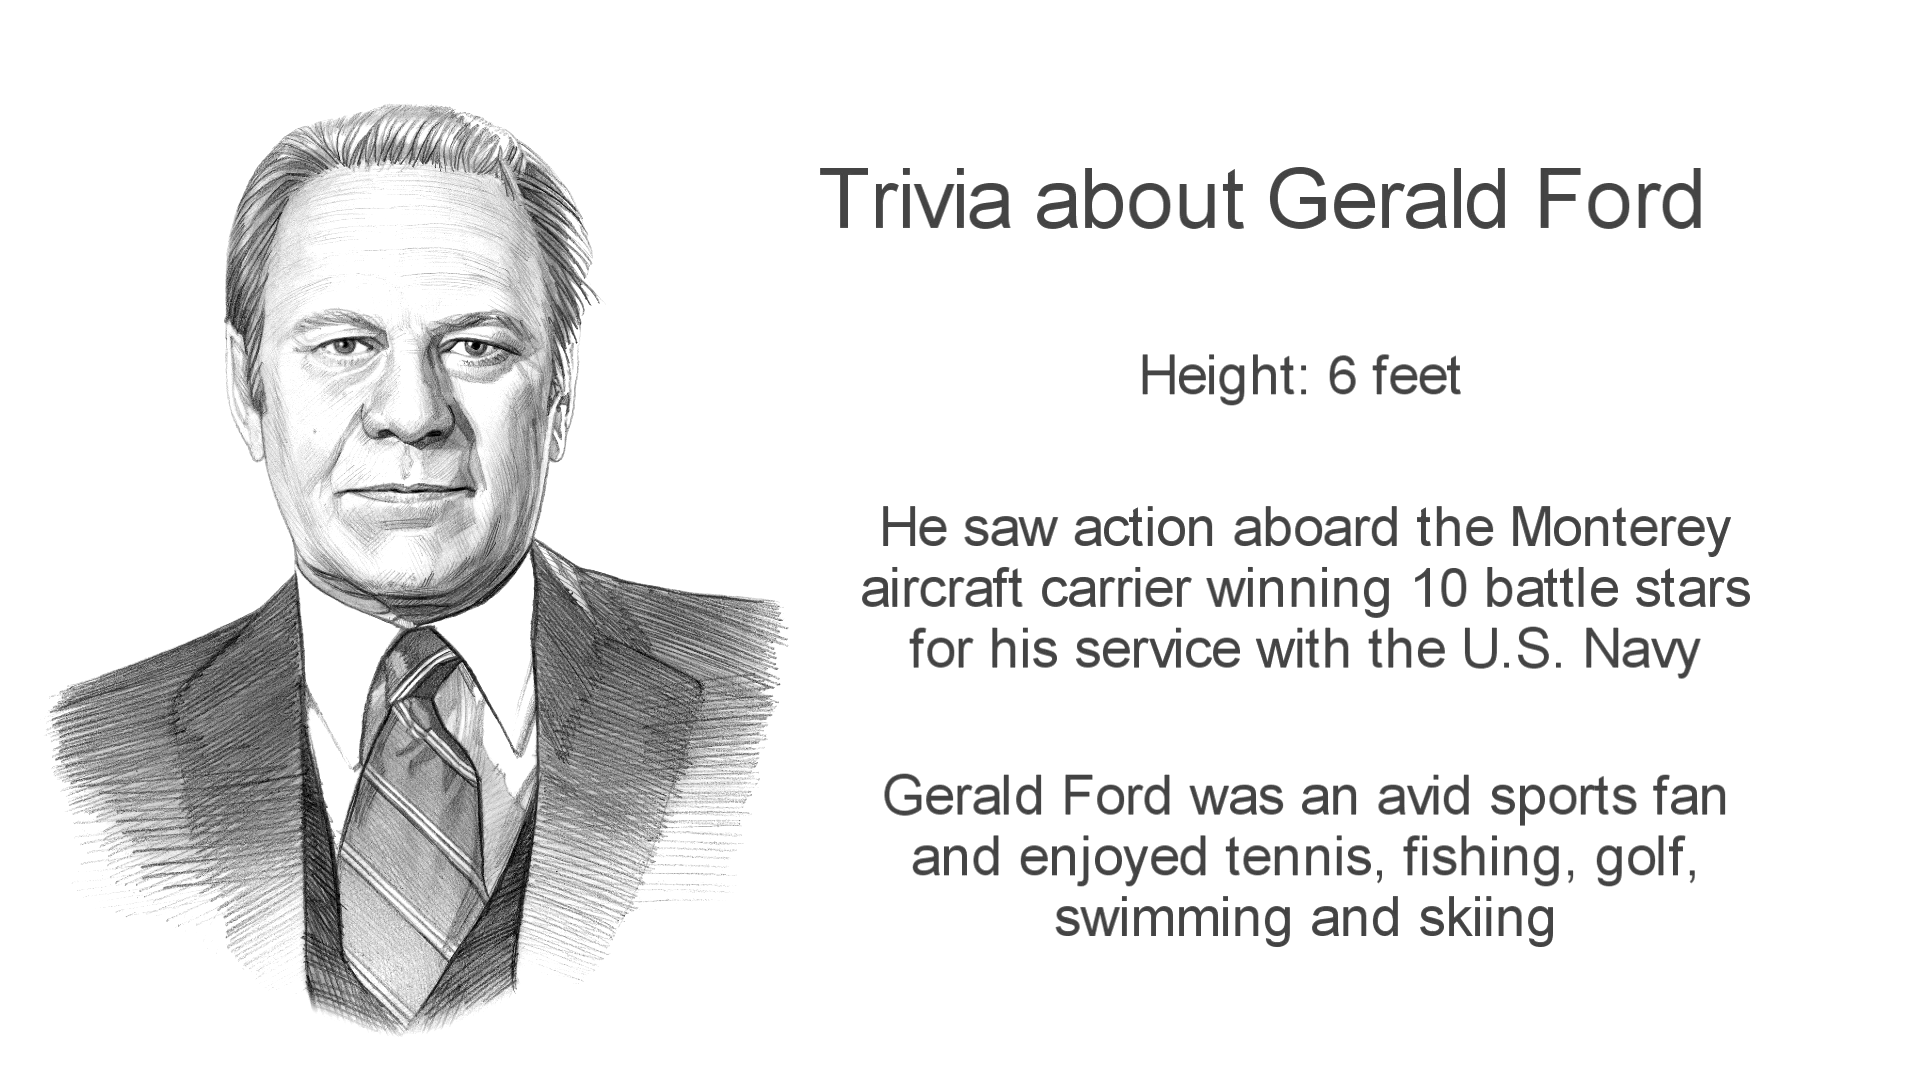 Trivia about Gerald Ford
Height: 6 feet
He saw action aboard the Monterey
aircraft carrier winning 10 battle stars
for his service with the U.S. Navy
Gerald Ford was an avid sports fan
and enjoyed tennis, fishing, golf,
swimming and skiing